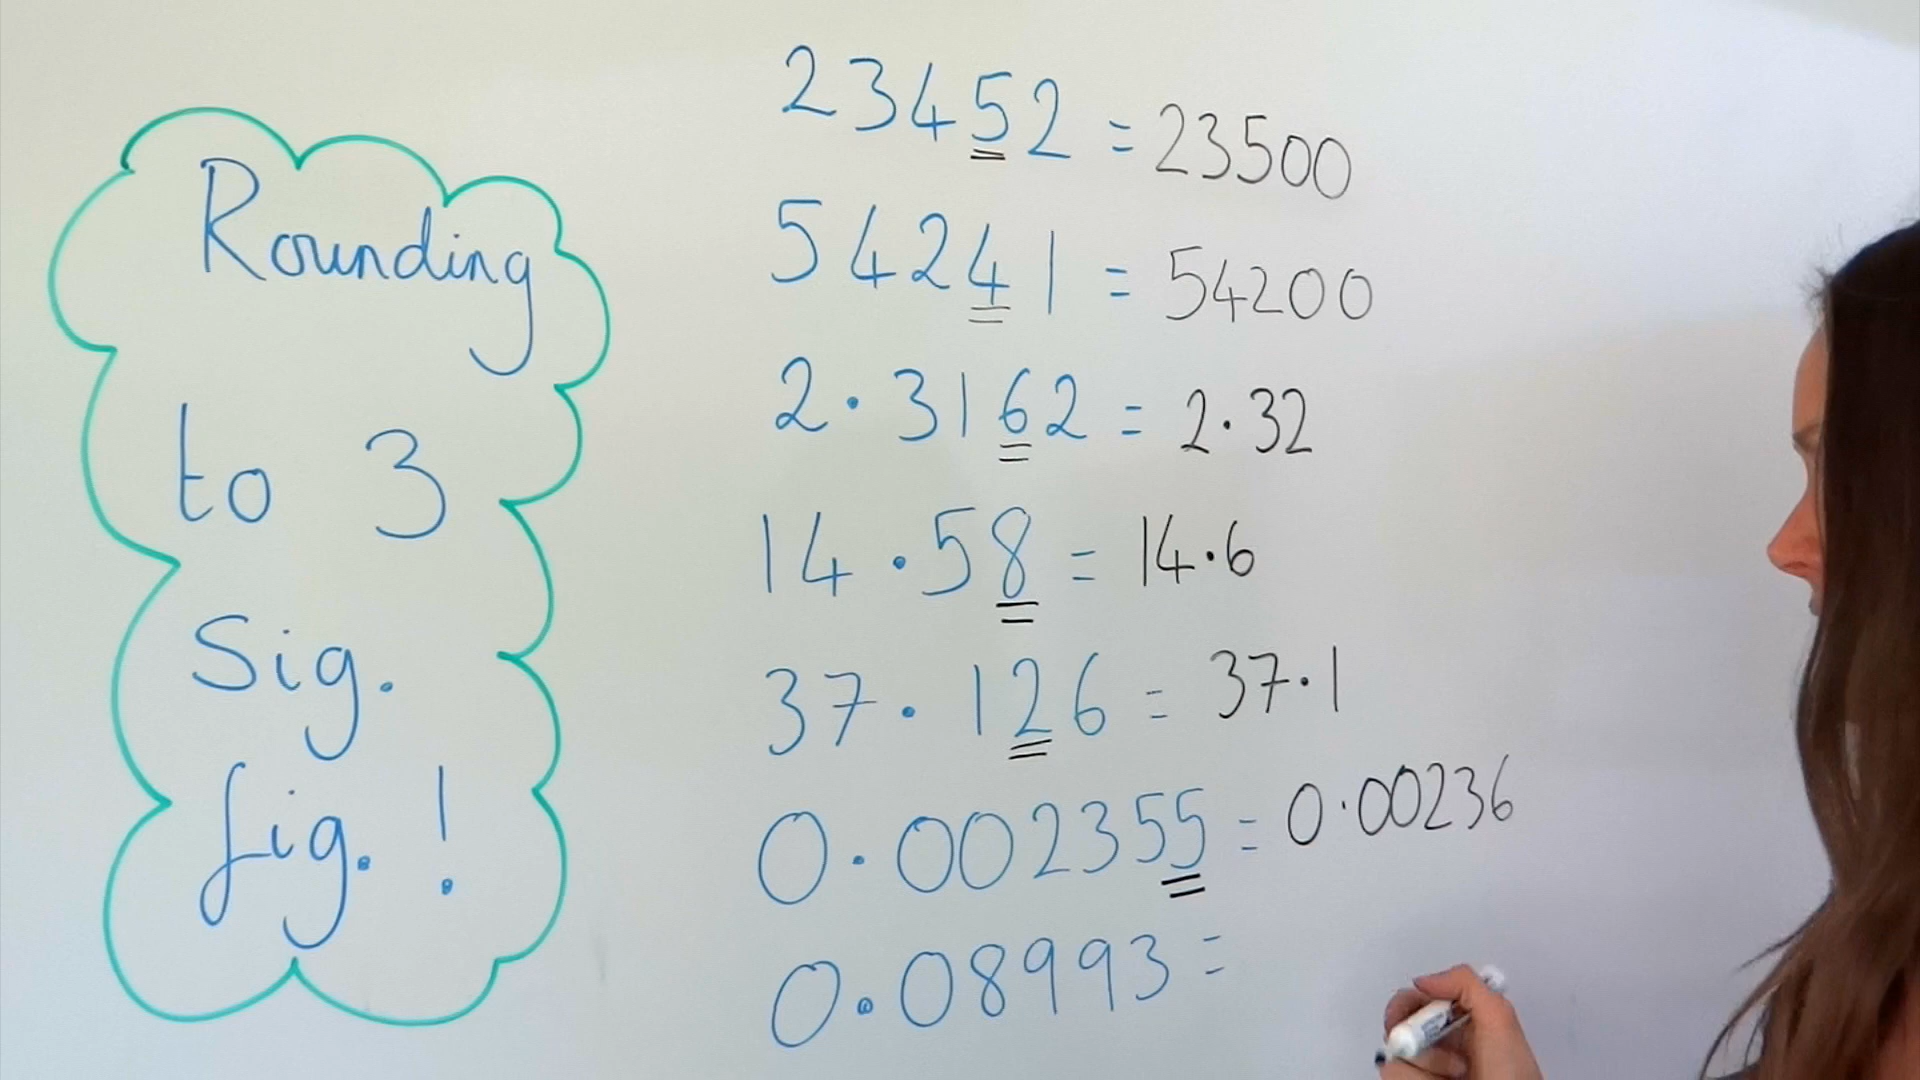 Rounding
to 3
Sig.
fig. !
23452 = 23500
54241 = 54200
2·3162 = 2·32
14·58 = 14·6
37·126 = 37·1
0·002355 = 0·00236
0·08993 =